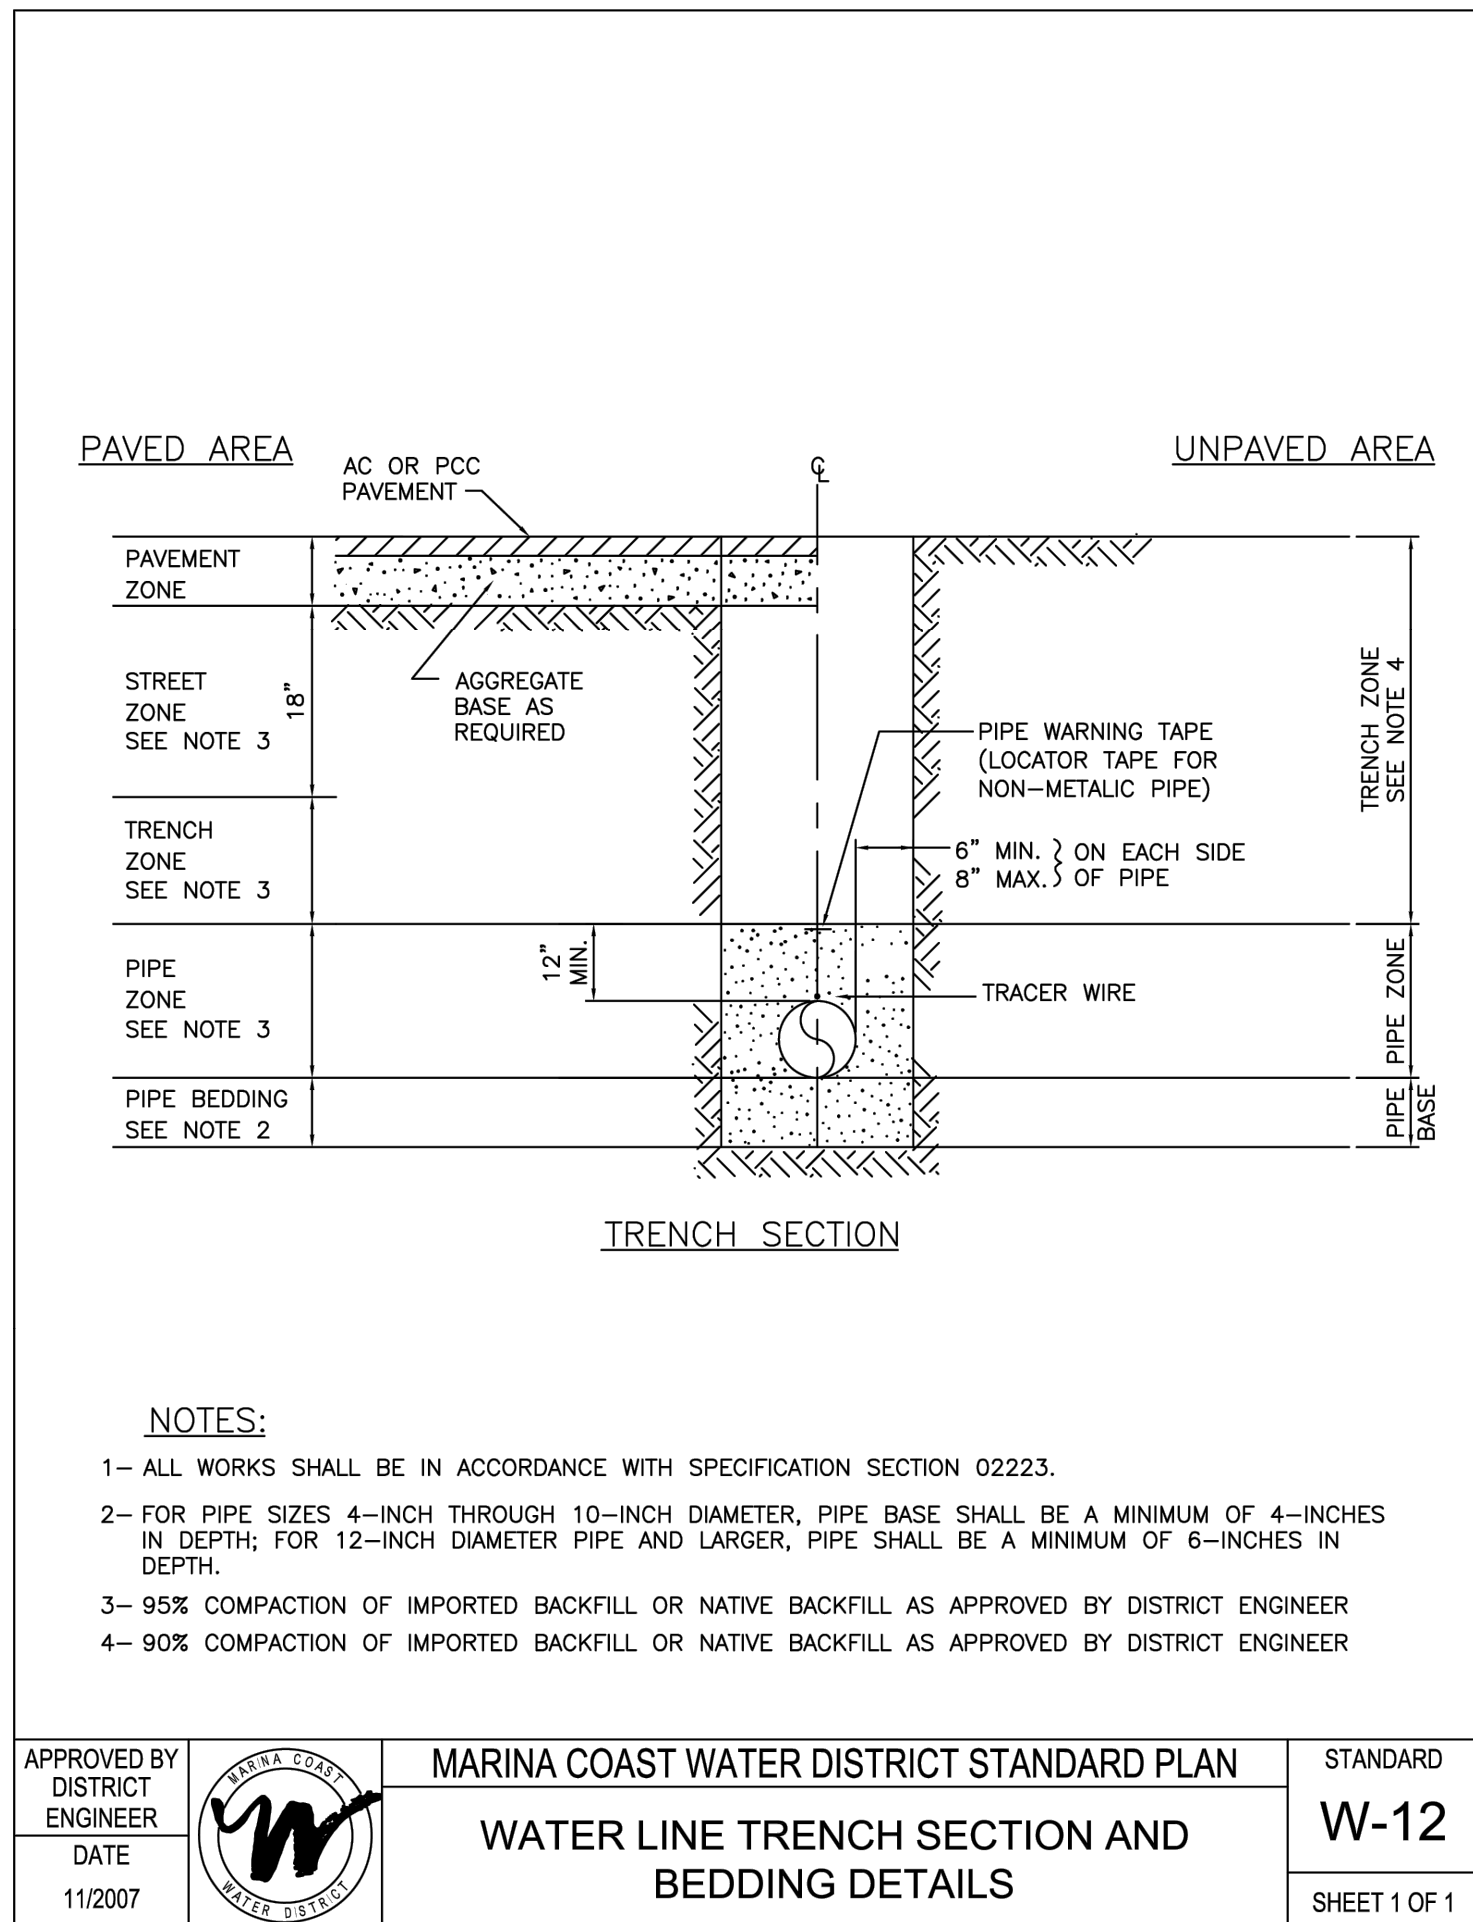 PAVED AREA
UNPAVED AREA
AC OR PCC
PAVEMENT
℄
PAVEMENT
ZONE
STREET
ZONE
SEE NOTE 3
18"
AGGREGATE
BASE AS
REQUIRED
TRENCH ZONE
SEE NOTE 4
PIPE WARNING TAPE
(LOCATOR TAPE FOR
NON-METALIC PIPE)
TRENCH
ZONE
SEE NOTE 3
6" MIN. } ON EACH SIDE
8" MAX. } OF PIPE
PIPE
ZONE
SEE NOTE 3
12"
MIN.
TRACER WIRE
PIPE ZONE
PIPE BEDDING
SEE NOTE 2
PIPE
BASE
TRENCH SECTION
NOTES:
1- ALL WORKS SHALL BE IN ACCORDANCE WITH SPECIFICATION SECTION 02223.
2- FOR PIPE SIZES 4-INCH THROUGH 10-INCH DIAMETER, PIPE BASE SHALL BE A MINIMUM OF 4-INCHES
IN DEPTH; FOR 12-INCH DIAMETER PIPE AND LARGER, PIPE SHALL BE A MINIMUM OF 6-INCHES IN
DEPTH.
3- 95% COMPACTION OF IMPORTED BACKFILL OR NATIVE BACKFILL AS APPROVED BY DISTRICT ENGINEER
4- 90% COMPACTION OF IMPORTED BACKFILL OR NATIVE BACKFILL AS APPROVED BY DISTRICT ENGINEER
APPROVED BY
DISTRICT
ENGINEER
DATE
11/2007
MARINA COAST
WATER DISTRICT
MARINA COAST WATER DISTRICT STANDARD PLAN
WATER LINE TRENCH SECTION AND
BEDDING DETAILS
STANDARD
W-12
SHEET 1 OF 1